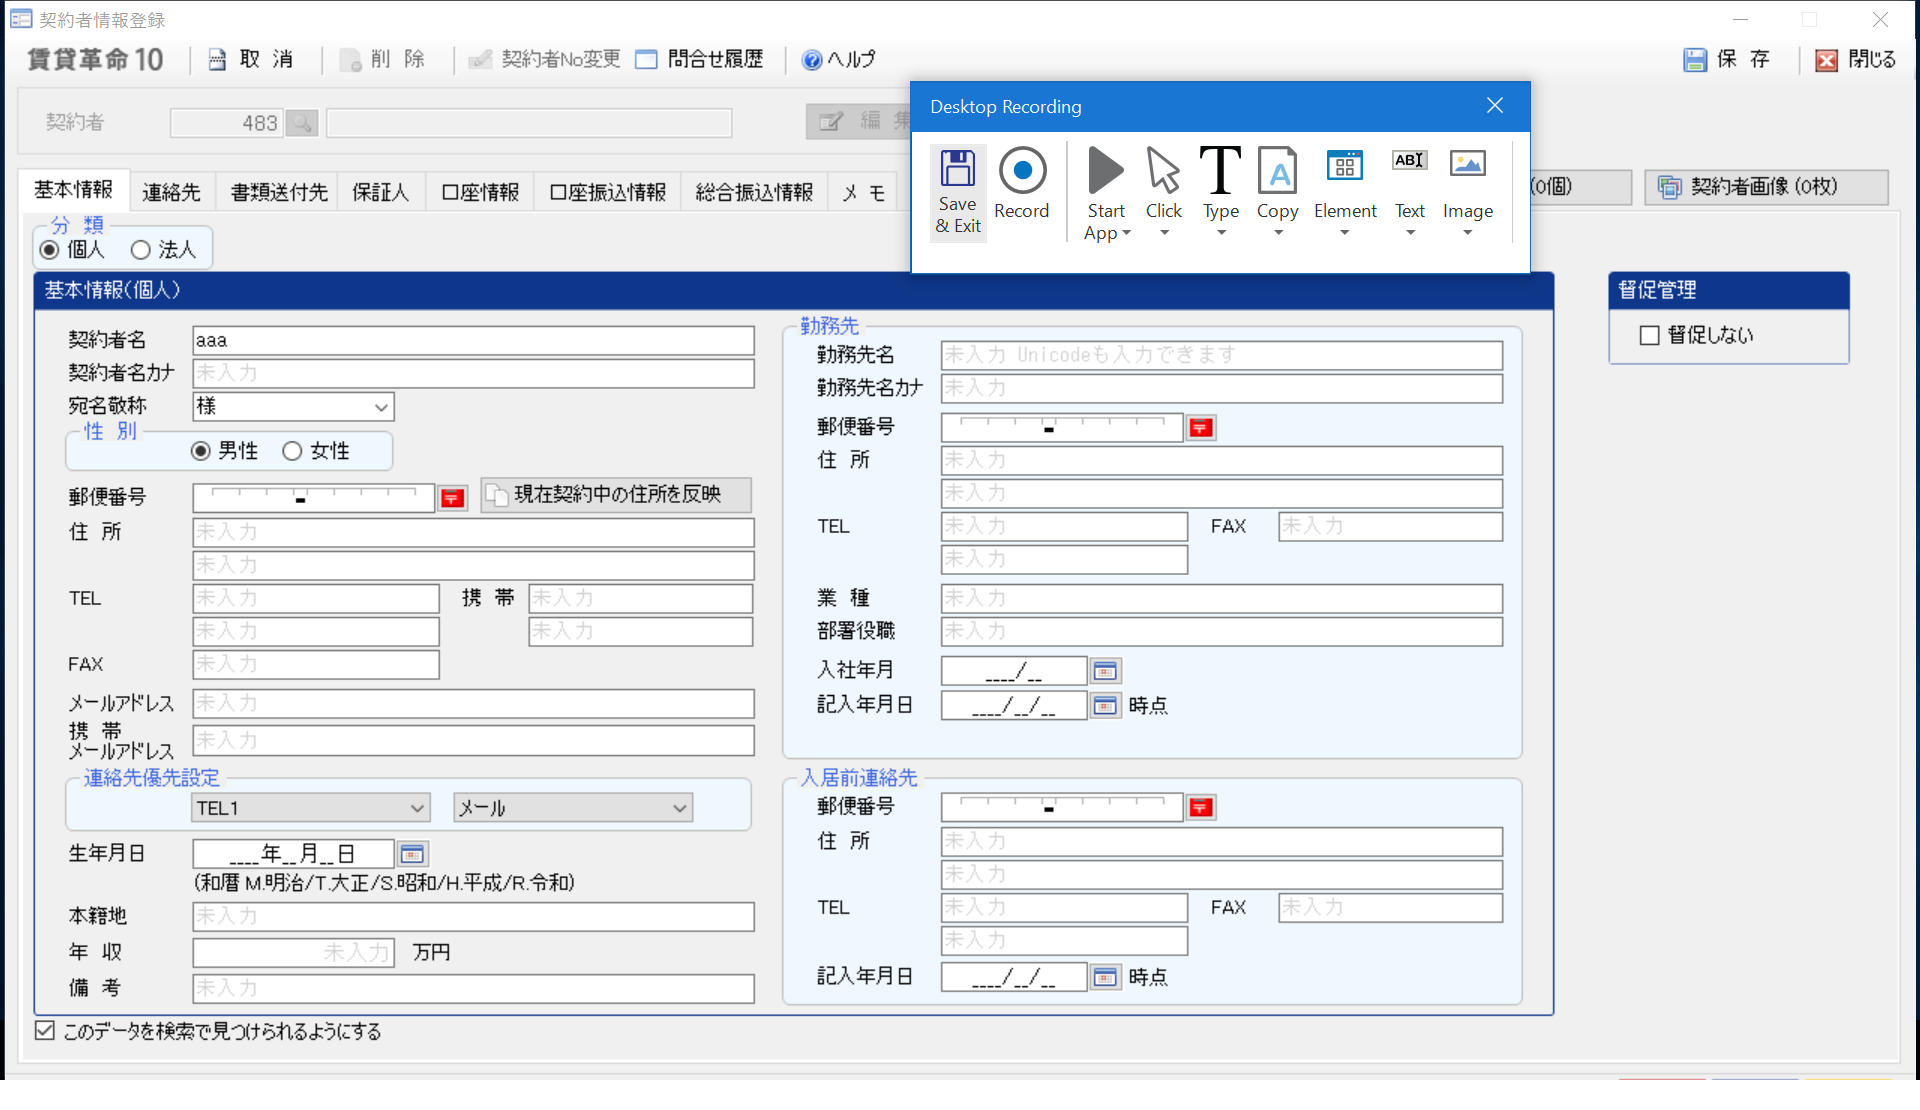 契約者情報登録
賃貸革命10
取 消
削 除
契約者No変更
問合せ履歴
ヘルプ
保 存
閉じる
契約者
483
編 集
Desktop Recording
Save & Exit
Record
Start App
Click
Type
Copy
Element
Text
Image
基本情報
連絡先
書類送付先
保証人
口座情報
口座振込情報
総合振込情報
メ モ
(0個)
契約者画像 (0枚)
分 類
個人
法人
基本情報(個人)
契約者名
aaa
契約者名カナ
未入力
宛名敬称
様
性 別
男性
女性
郵便番号
-
現在契約中の住所を反映
住 所
未入力
未入力
TEL
未入力
携 帯
未入力
未入力
未入力
FAX
未入力
メールアドレス
未入力
携 帯
メールアドレス
未入力
連絡先優先設定
TEL1
メール
生年月日
____年__月__日
(和暦 M.明治/T.大正/S.昭和/H.平成/R.令和)
本籍地
未入力
年 収
未入力
万円
備 考
未入力
このデータを検索で見つけられるようにする
勤務先
勤務先名
未入力 Unicodeも入力できます
勤務先名カナ
未入力
郵便番号
-
住 所
未入力
未入力
TEL
未入力
FAX
未入力
未入力
業 種
未入力
部署役職
未入力
入社年月
____/__
記入年月日
____/__/__
時点
入居前連絡先
郵便番号
-
住 所
未入力
未入力
TEL
未入力
FAX
未入力
未入力
記入年月日
____/__/__
時点
督促管理
督促しない